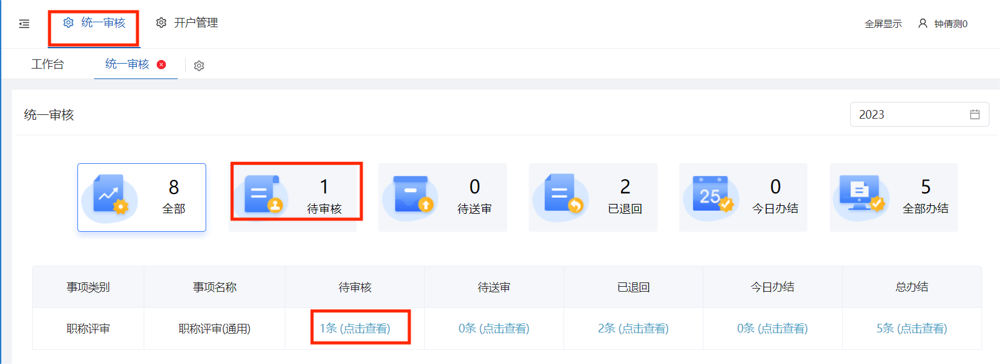 统一审核 开户管理 全屏显示 钟倩测0
工作台 统一审核
统一审核 2023
8 1 0 2 25 0 5
全部 待审核 待送审 已退回 今日办结 全部办结
事项类别 事项名称 待审核 待送审 已退回 今日办结 总办结
职称评审 职称评审(通用) 1条 (点击查看) 0条 (点击查看) 2条 (点击查看) 0条 (点击查看) 5条 (点击查看)